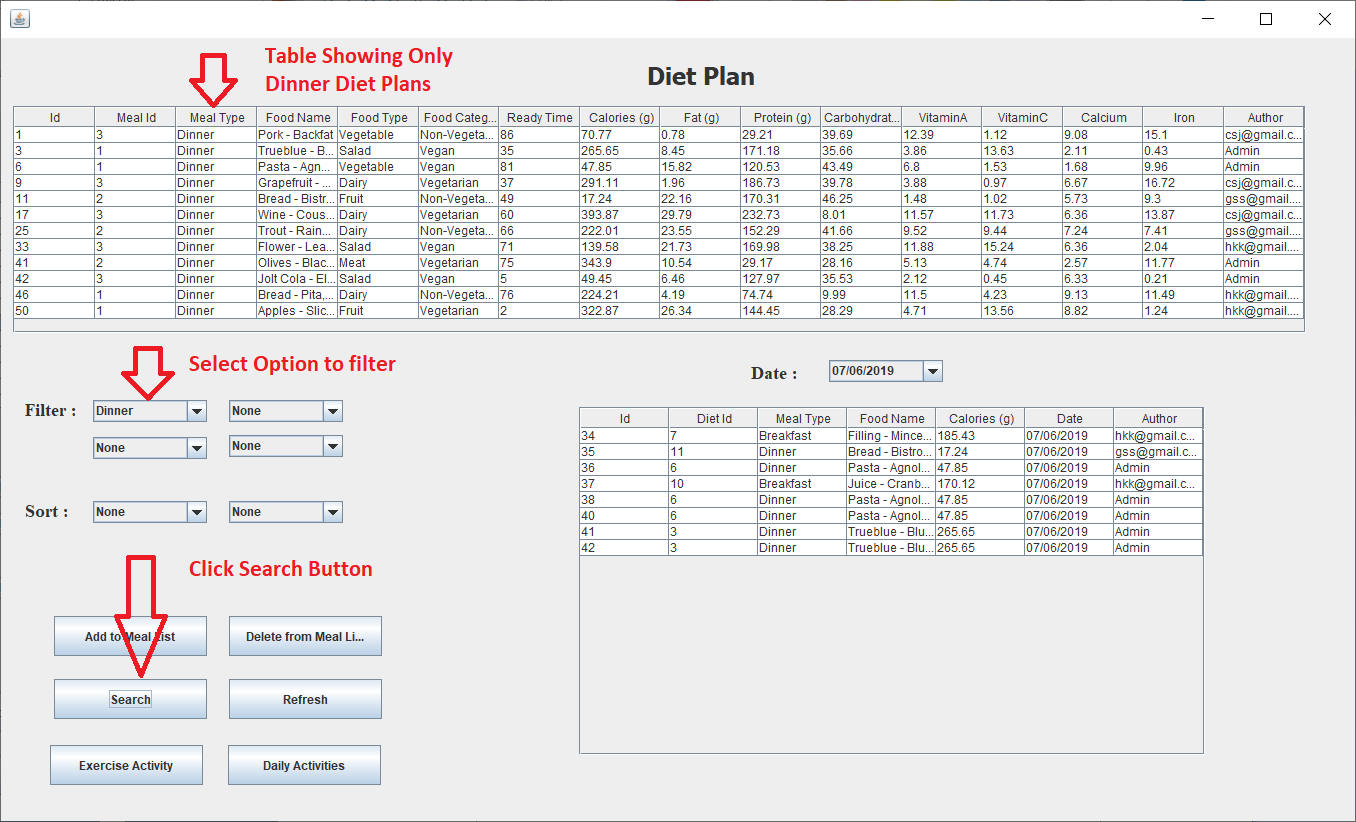 Table Showing Only
Dinner Diet Plans
Diet Plan
Id Meal Id Meal Type Food Name Food Type Food Categ... Ready Time Calories (g) Fat (g) Protein (g) Carbohydrat... VitaminA VitaminC Calcium Iron Author
1 3 Dinner Pork - Backfat Vegetable Non-Vegeta... 86 70.77 0.78 29.21 39.69 12.39 1.12 9.08 15.1 csj@gmail.c...
3 1 Dinner Trueblue - B... Salad Vegan 35 265.65 8.45 171.18 35.66 3.86 13.63 2.11 0.43 Admin
6 1 Dinner Pasta - Agn... Vegetable Vegan 81 47.85 15.82 120.53 43.49 6.8 1.53 1.68 9.96 Admin
9 3 Dinner Grapefruit - ... Dairy Vegetarian 37 291.11 1.96 186.73 39.78 3.88 0.97 6.67 16.72 csj@gmail.c...
11 2 Dinner Bread - Bistr... Fruit Non-Vegeta... 49 17.24 22.16 170.31 46.25 1.48 1.02 5.73 9.3 gss@gmail....
17 3 Dinner Wine - Cous... Dairy Vegetarian 60 393.87 29.79 232.73 8.01 11.57 11.73 6.36 13.87 csj@gmail.c...
25 2 Dinner Trout - Rain... Dairy Non-Vegeta... 66 222.01 23.55 152.29 41.66 9.52 9.44 7.24 7.41 gss@gmail....
33 3 Dinner Flower - Lea... Salad Vegan 71 139.58 21.73 169.98 38.25 11.88 15.24 6.36 2.04 hkk@gmail....
41 2 Dinner Olives - Blac... Meat Vegetarian 75 343.9 10.54 29.17 28.16 5.13 4.74 2.57 11.77 Admin
42 3 Dinner Jolt Cola - El... Salad Vegan 5 49.45 6.46 127.97 35.53 2.12 0.45 6.33 0.21 Admin
46 1 Dinner Bread - Pita,... Dairy Non-Vegeta... 76 224.21 4.19 74.74 9.99 11.5 4.23 9.13 11.49 hkk@gmail....
50 1 Dinner Apples - Slic... Fruit Vegetarian 2 322.87 26.34 144.45 28.29 4.71 13.56 8.82 1.24 hkk@gmail....
Select Option to filter
Filter : Dinner None
None None
Sort : None None
Click Search Button
Add to Meal List Delete from Meal Li...
Search Refresh
Exercise Activity Daily Activities
Date : 07/06/2019
Id Diet Id Meal Type Food Name Calories (g) Date Author
34 7 Breakfast Filling - Mince... 185.43 07/06/2019 hkk@gmail.c...
35 11 Dinner Bread - Bistro... 17.24 07/06/2019 gss@gmail.c...
36 6 Dinner Pasta - Agnol... 47.85 07/06/2019 Admin
37 10 Breakfast Juice - Cranb... 170.12 07/06/2019 hkk@gmail.c...
38 6 Dinner Pasta - Agnol... 47.85 07/06/2019 Admin
40 6 Dinner Pasta - Agnol... 47.85 07/06/2019 Admin
41 3 Dinner Trueblue - Blu... 265.65 07/06/2019 Admin
42 3 Dinner Trueblue - Blu... 265.65 07/06/2019 Admin